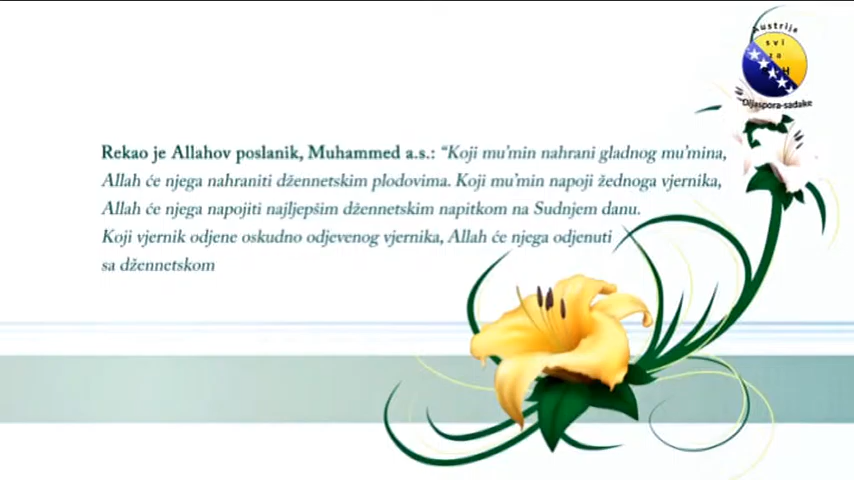 Austrije
svi
za
BIH
Dijaspora-sadake
Rekao je Allahov poslanik, Muhammed a.s.: “Koji mu’min nahrani gladnog mu’mina,
Allah će njega nahraniti džennetskim plodovima. Koji mu’min napoji žednoga vjernika,
Allah će njega napojiti najljepšim džennetskim napitkom na Sudnjem danu.
Koji vjernik odjene oskudno odjevenog vjernika, Allah će njega odjenuti
sa džennetskom